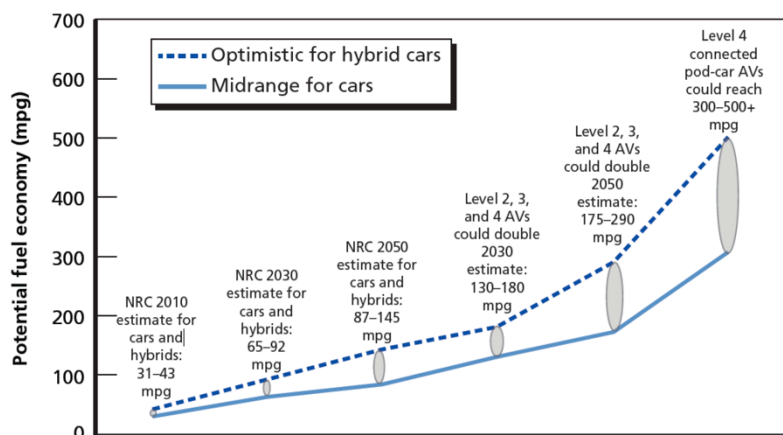 700
600
500
400
300
200
100
0
Potential fuel economy (mpg)
Optimistic for hybrid cars
Midrange for cars
NRC 2010
estimate for
cars and
hybrids:
31–43
mpg
NRC 2030
estimate for
cars and
hybrids:
65–92
mpg
NRC 2050
estimate for
cars and
hybrids:
87–145
mpg
Level 2, 3,
and 4 AVs
could double
2030
estimate:
130–180
mpg
Level 2, 3,
and 4 AVs
could double
2050
estimate:
175–290
mpg
Level 4
connected
pod-car AVs
could reach
300–500+
mpg